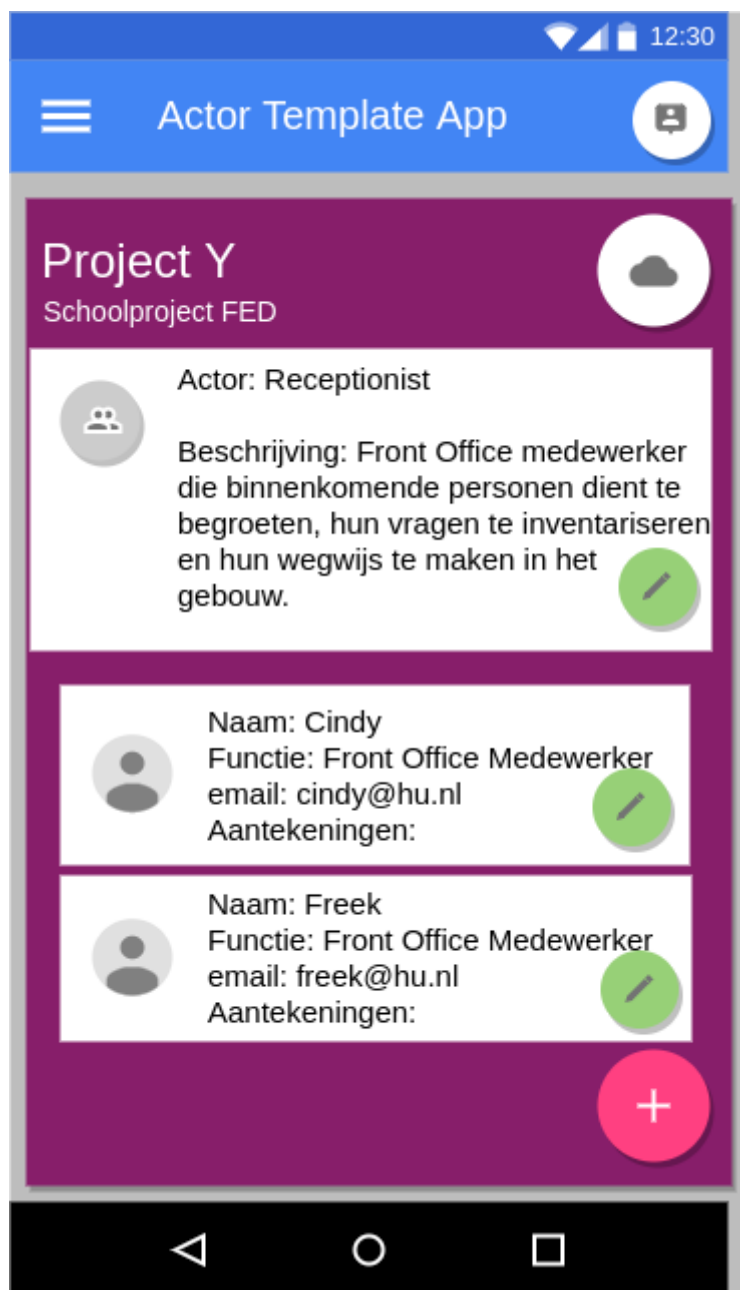 12:30
Actor Template App
Project Y
Schoolproject FED
Actor: Receptionist
Beschrijving: Front Office medewerker
die binnenkomende personen dient te
begroeten, hun vragen te inventariseren
en hun wegwijs te maken in het
gebouw.
Naam: Cindy
Functie: Front Office Medewerker
email: cindy@hu.nl
Aantekeningen:
Naam: Freek
Functie: Front Office Medewerker
email: freek@hu.nl
Aantekeningen: